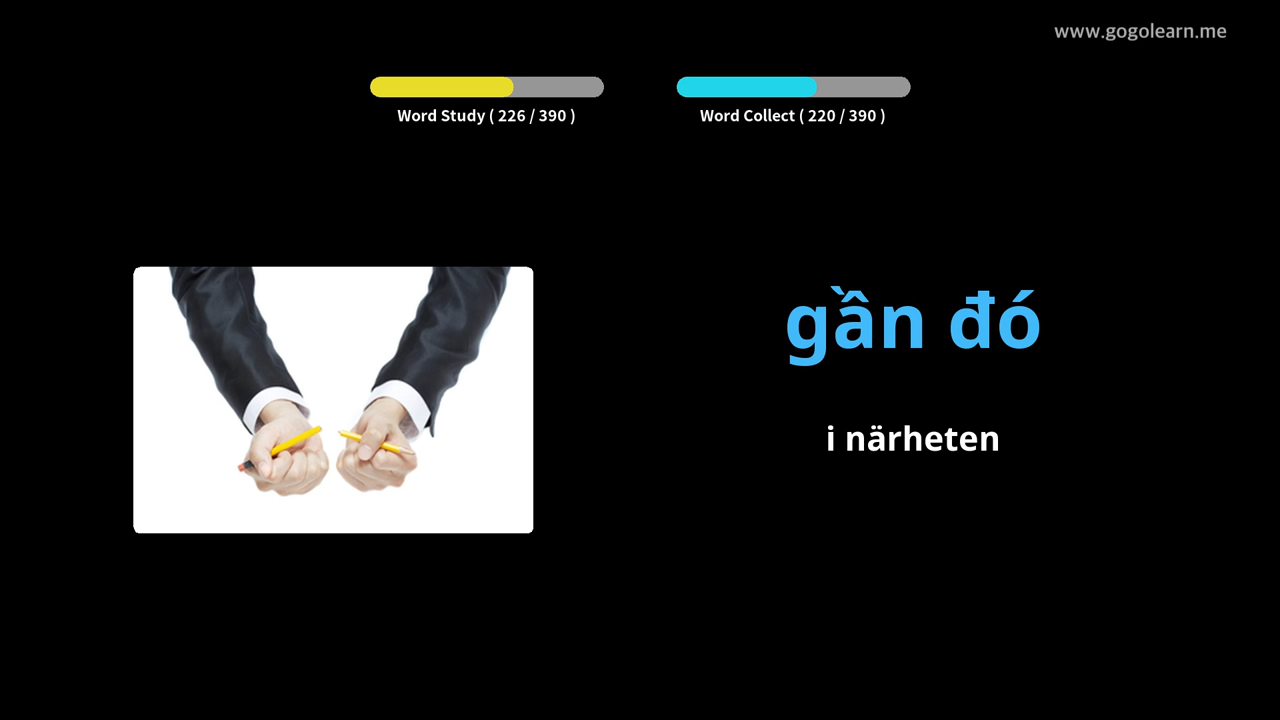 www.gogolearn.me
Word Study ( 226 / 390 )
Word Collect ( 220 / 390 )
gần đó
i närheten